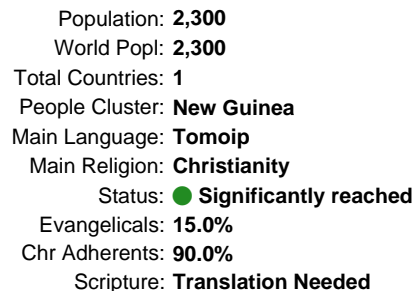 Population: 2,300
World Popl: 2,300
Total Countries: 1
People Cluster: New Guinea
Main Language: Tomoip
Main Religion: Christianity
Status: Significantly reached
Evangelicals: 15.0%
Chr Adherents: 90.0%
Scripture: Translation Needed